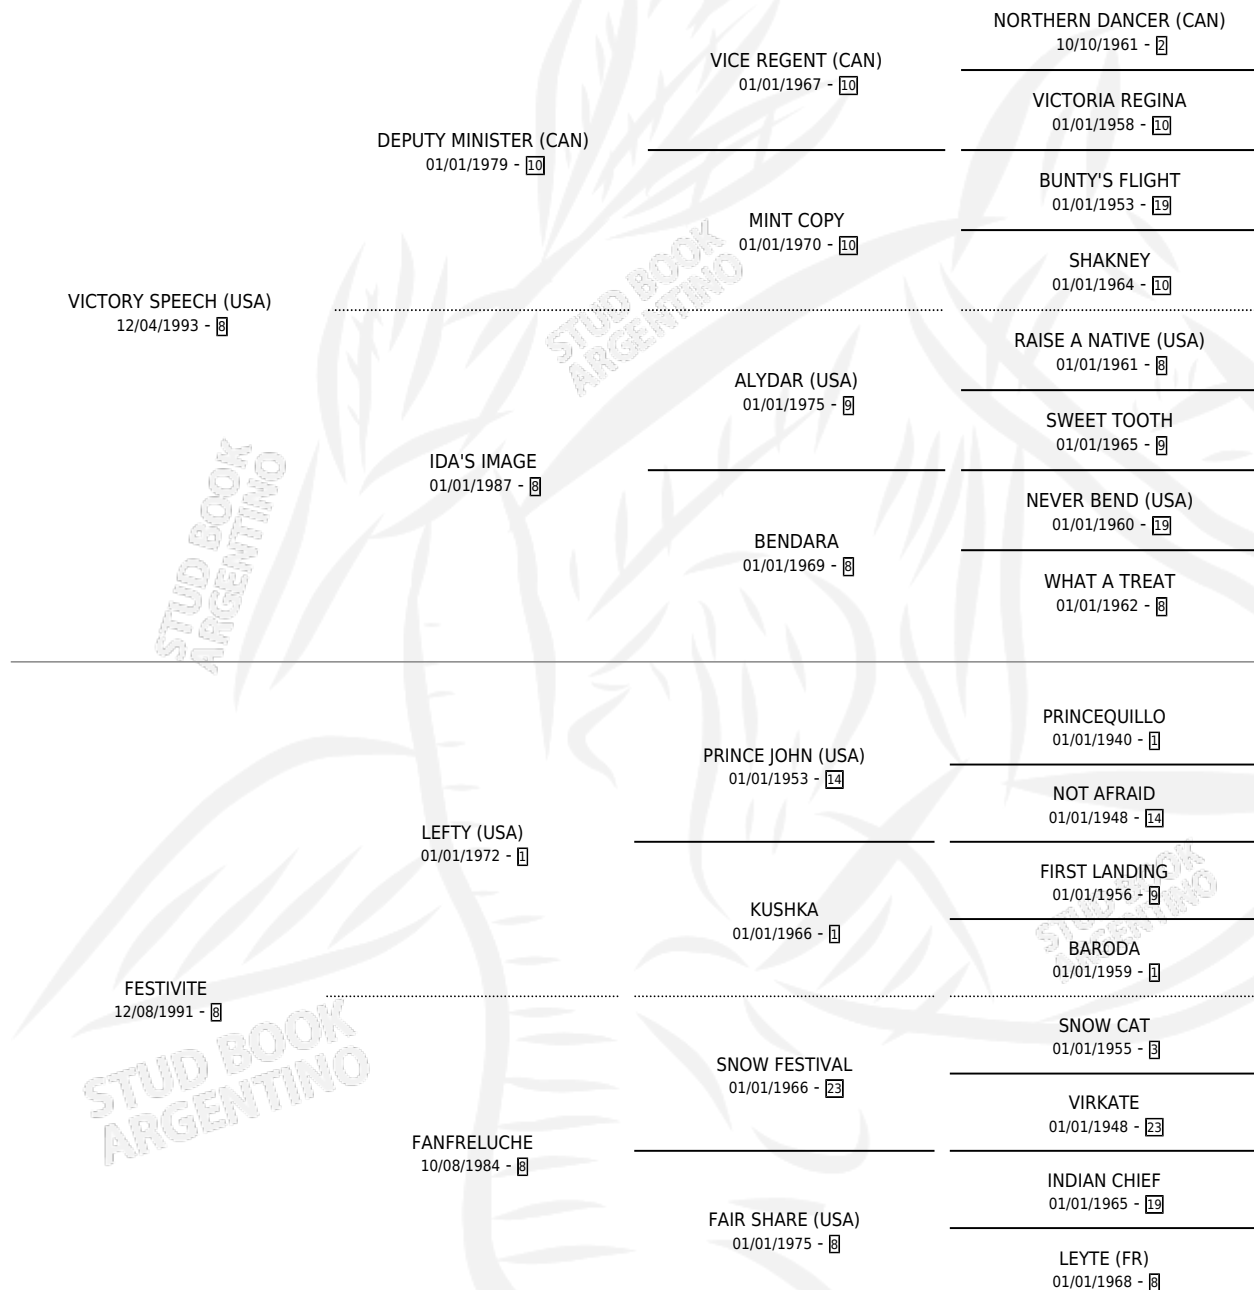 VICTORY SPEECH (USA)
12/04/1993 - 8
DEPUTY MINISTER (CAN)
01/01/1979 - 10
VICE REGENT (CAN)
01/01/1967 - 10
NORTHERN DANCER (CAN)
10/10/1961 - 2
VICTORIA REGINA
01/01/1958 - 10
MINT COPY
01/01/1970 - 10
BUNTY'S FLIGHT
01/01/1953 - 19
SHAKNEY
01/01/1964 - 10
IDA'S IMAGE
01/01/1987 - 8
ALYDAR (USA)
01/01/1975 - 9
RAISE A NATIVE (USA)
01/01/1961 - 8
SWEET TOOTH
01/01/1965 - 9
BENDARA
01/01/1969 - 8
NEVER BEND (USA)
01/01/1960 - 19
WHAT A TREAT
01/01/1962 - 8
FESTIVITE
12/08/1991 - 8
LEFTY (USA)
01/01/1972 - 1
PRINCE JOHN (USA)
01/01/1953 - 14
PRINCEQUILLO
01/01/1940 - 1
NOT AFRAID
01/01/1948 - 14
KUSHKA
01/01/1966 - 1
FIRST LANDING
01/01/1956 - 9
BARODA
01/01/1959 - 1
FANFRELUCHE
10/08/1984 - 8
SNOW FESTIVAL
01/01/1966 - 23
SNOW CAT
01/01/1955 - 3
VIRKATE
01/01/1948 - 23
FAIR SHARE (USA)
01/01/1975 - 8
INDIAN CHIEF
01/01/1965 - 19
LEYTE (FR)
01/01/1968 - 8
STUD BOOK
ARGENTINO
STUD BOOK
ARGENTINO
STUD BOOK
ARGENTINO
STUD BOOK
ARGENTINO